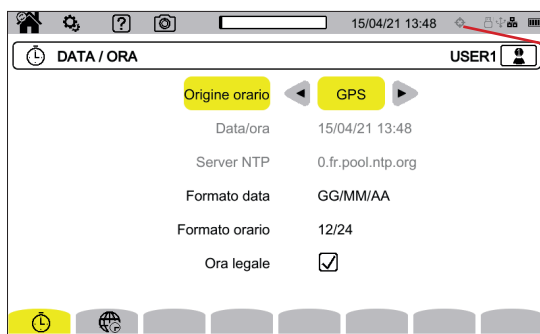 ? 15/04/21 13:48
DATA / ORA USER1
Origine orario GPS
Data/ora 15/04/21 13:48
Server NTP 0.fr.pool.ntp.org
Formato data GG/MM/AA
Formato orario 12/24
Ora legale